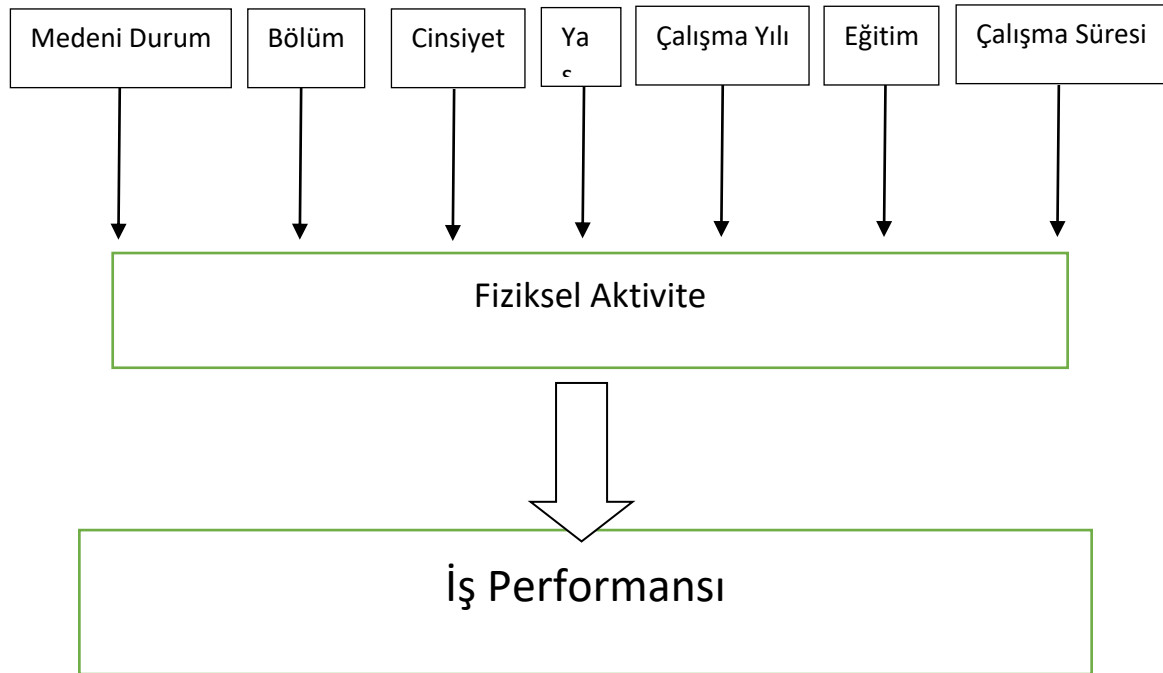 Medeni Durum
Bölüm
Cinsiyet
Ya
ş
Çalışma Yılı
Eğitim
Çalışma Süresi
Fiziksel Aktivite
İş Performansı